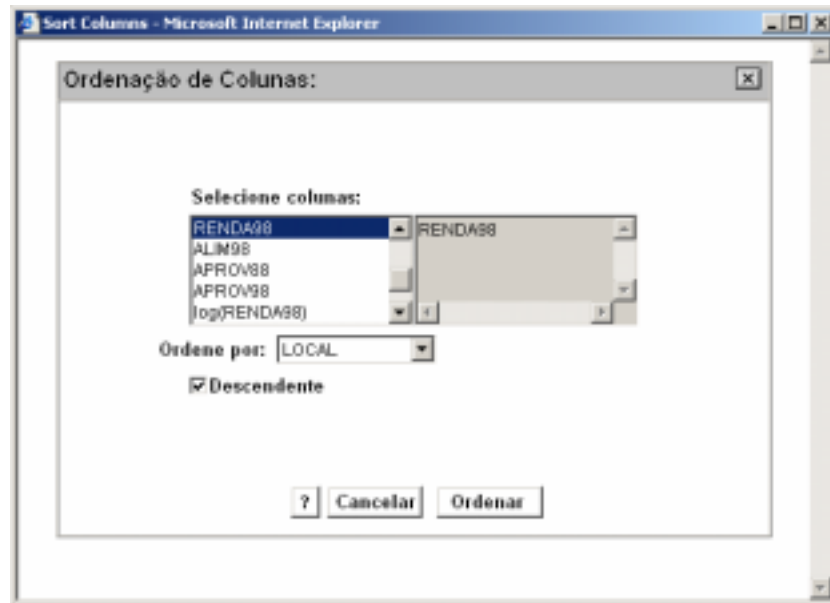 Sort Columns - Microsoft Internet Explorer
Ordenação de Colunas:
Selecione colunas:
RENDA98
RENDA98
ALIM98
APROV88
APROV98
log(RENDA98)
Ordene por: LOCAL
Descendente
? Cancelar Ordenar